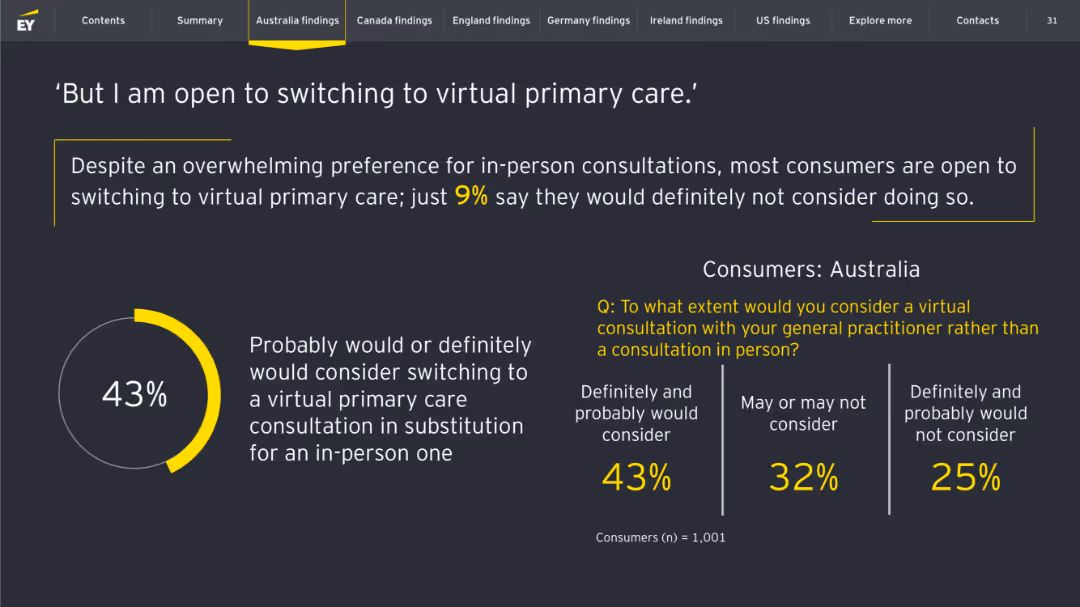 EY
Contents
Summary
Australia findings
Canada findings
England findings
Germany findings
Ireland findings
US findings
Explore more
Contacts
31
‘But I am open to switching to virtual primary care.’
Despite an overwhelming preference for in-person consultations, most consumers are open to
switching to virtual primary care; just 9% say they would definitely not consider doing so.
43%
Probably would or definitely
would consider switching to
a virtual primary care
consultation in substitution
for an in-person one
Consumers: Australia
Q: To what extent would you consider a virtual
consultation with your general practitioner rather than
a consultation in person?
Definitely and
probably would
consider
43%
May or may not
consider
32%
Definitely and
probably would
not consider
25%
Consumers (n) = 1,001